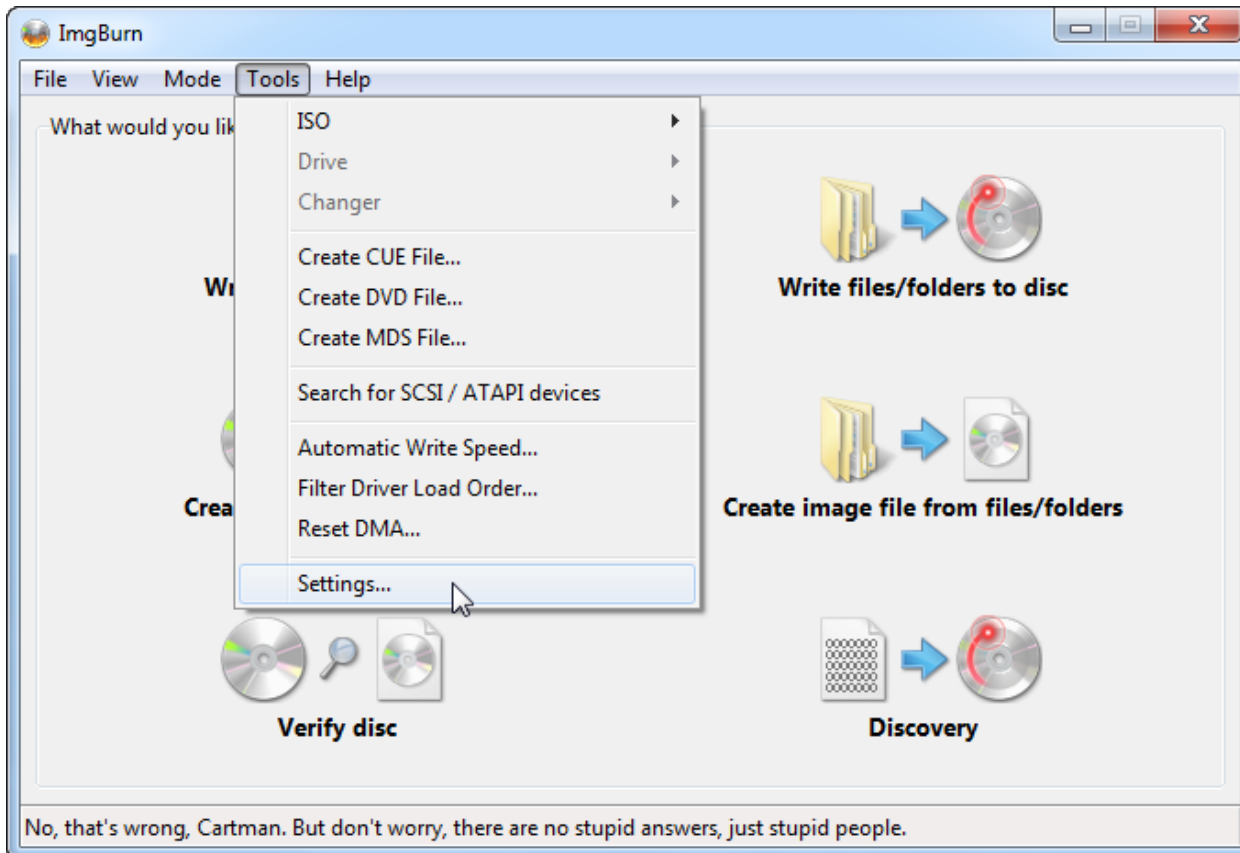 ImgBurn
File View Mode Tools Help
What would you lik
ISO
Drive
Changer
Create CUE File...
Create DVD File...
Create MDS File...
Search for SCSI / ATAPI devices
Automatic Write Speed...
Filter Driver Load Order...
Reset DMA...
Settings...
Wri
Write files/folders to disc
Crea
Create image file from files/folders
Verify disc
Discovery
No, that's wrong, Cartman. But don't worry, there are no stupid answers, just stupid people.